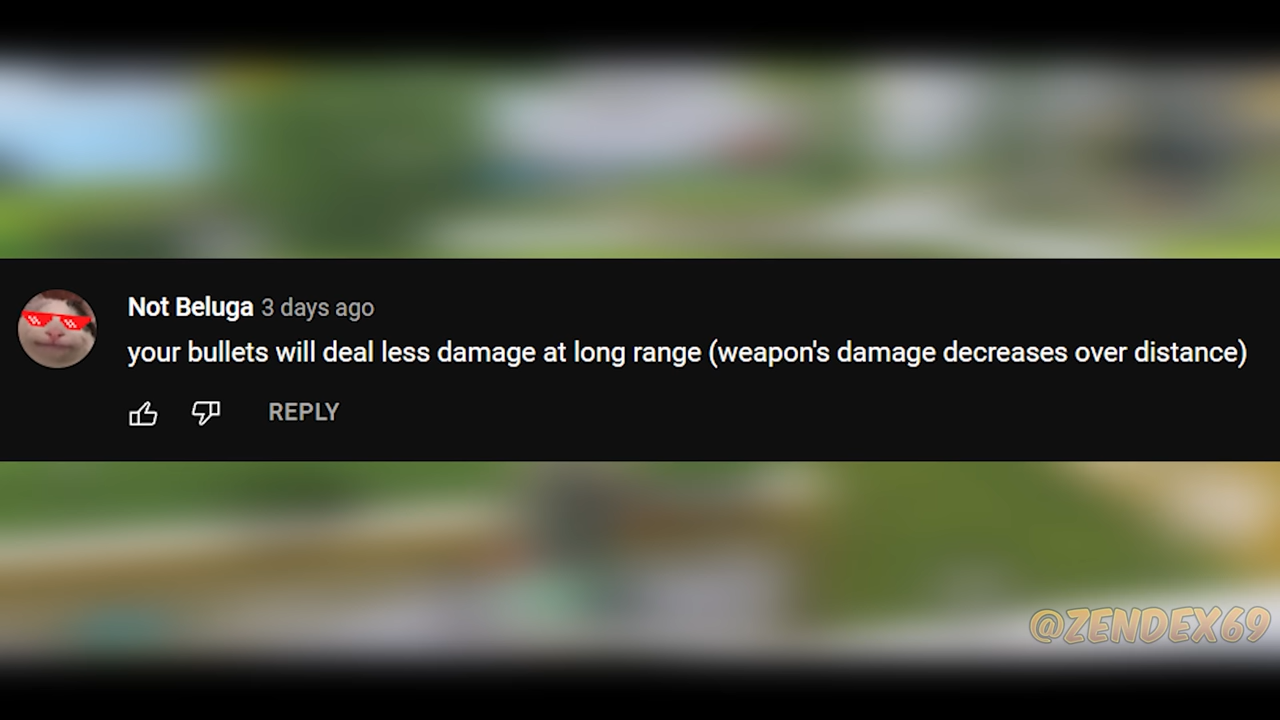 Not Beluga 3 days ago
your bullets will deal less damage at long range (weapon's damage decreases over distance)
REPLY
@ZENDEX69